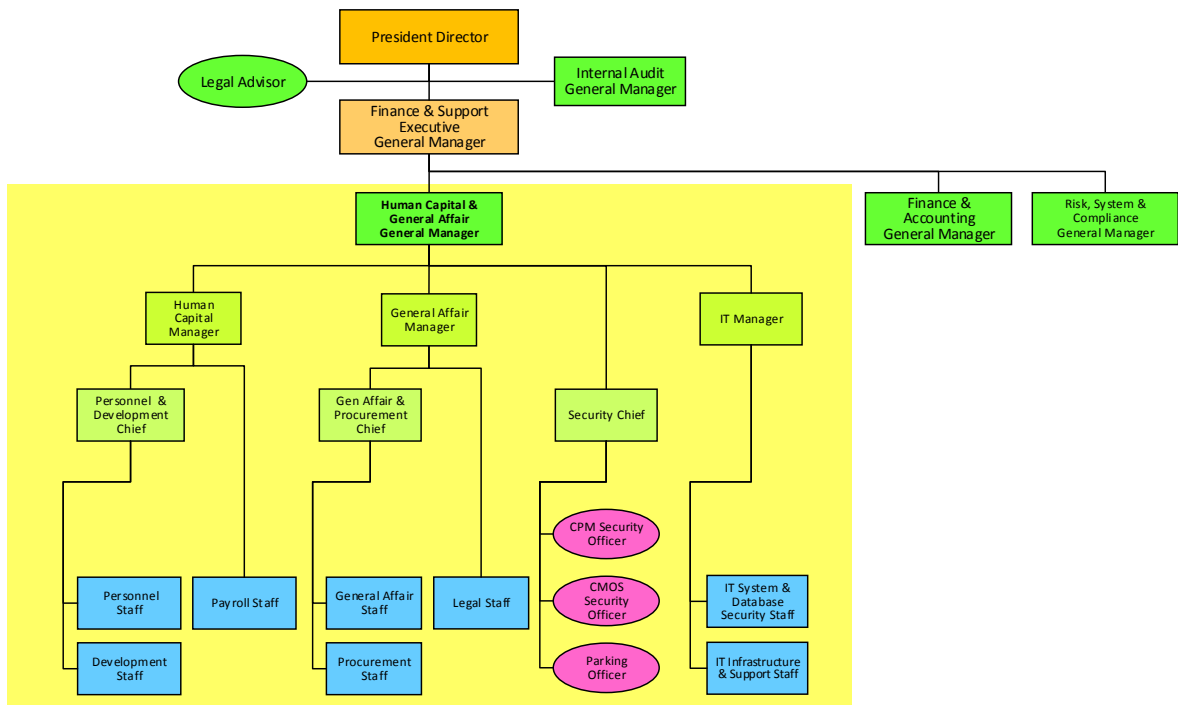 President Director
Legal Advisor
Internal Audit
General Manager
Finance & Support
Executive
General Manager
Human Capital &
General Affair
General Manager
Finance &
Accounting
General Manager
Risk, System &
Compliance
General Manager
Human
Capital
Manager
General Affair
Manager
IT Manager
Personnel &
Development
Chief
Gen Affair &
Procurement
Chief
Security Chief
CPM Security
Officer
Personnel
Staff
Payroll Staff
General Affair
Staff
Legal Staff
CMOS
Security
Officer
IT System &
Database
Security Staff
Development
Staff
Procurement
Staff
Parking
Officer
IT Infrastructure
& Support Staff